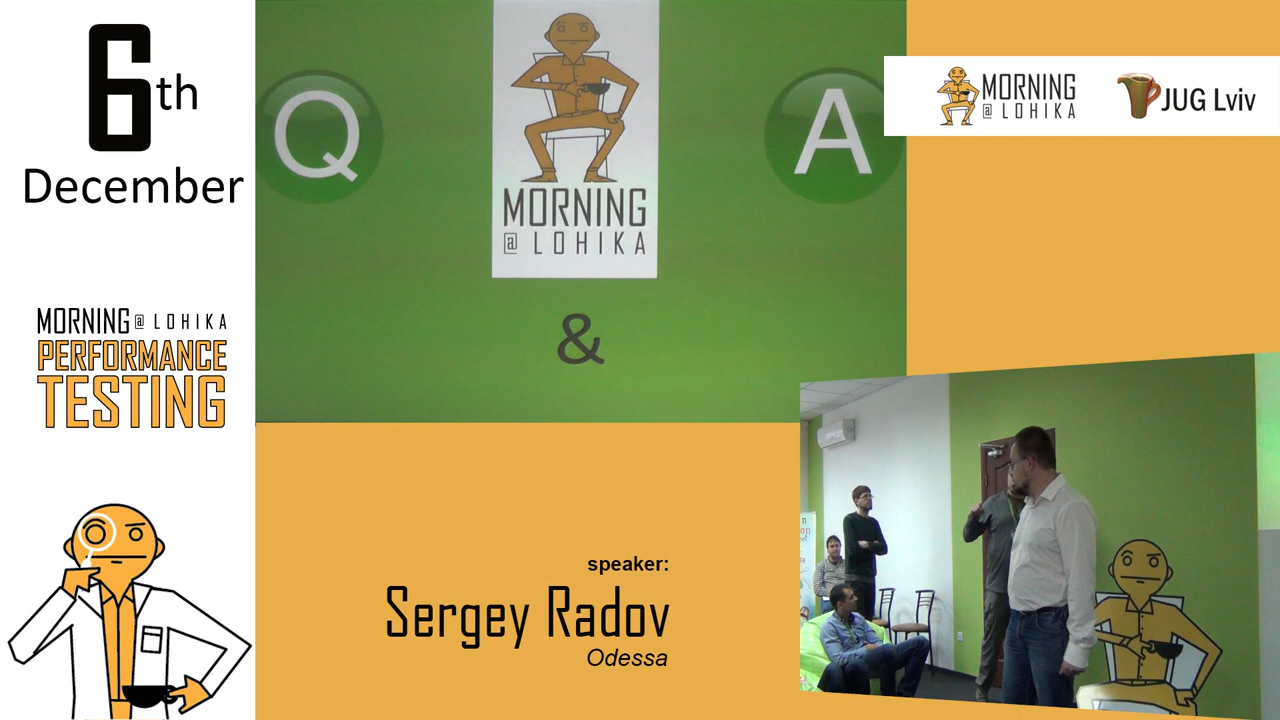 6th
December
MORNING
@ LOHIKA
PERFORMANCE
TESTING
Q
A
MORNING
@ LOHIKA
&
MORNING
@ LOHIKA
JUG Lviv
speaker:
Sergey Radov
Odessa